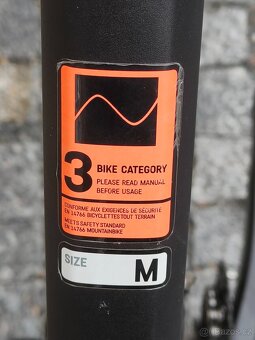 3 BIKE CATEGORY
PLEASE READ MANUAL
BEFORE USAGE
CONFORME AUX EXIGENCES DE SÉCURITÉ
EN 14766 BICYCLETTES TOUT TERRAIN
MEETS SAFETY STANDARD
EN 14766 MOUNTAINBIKE
SIZE M